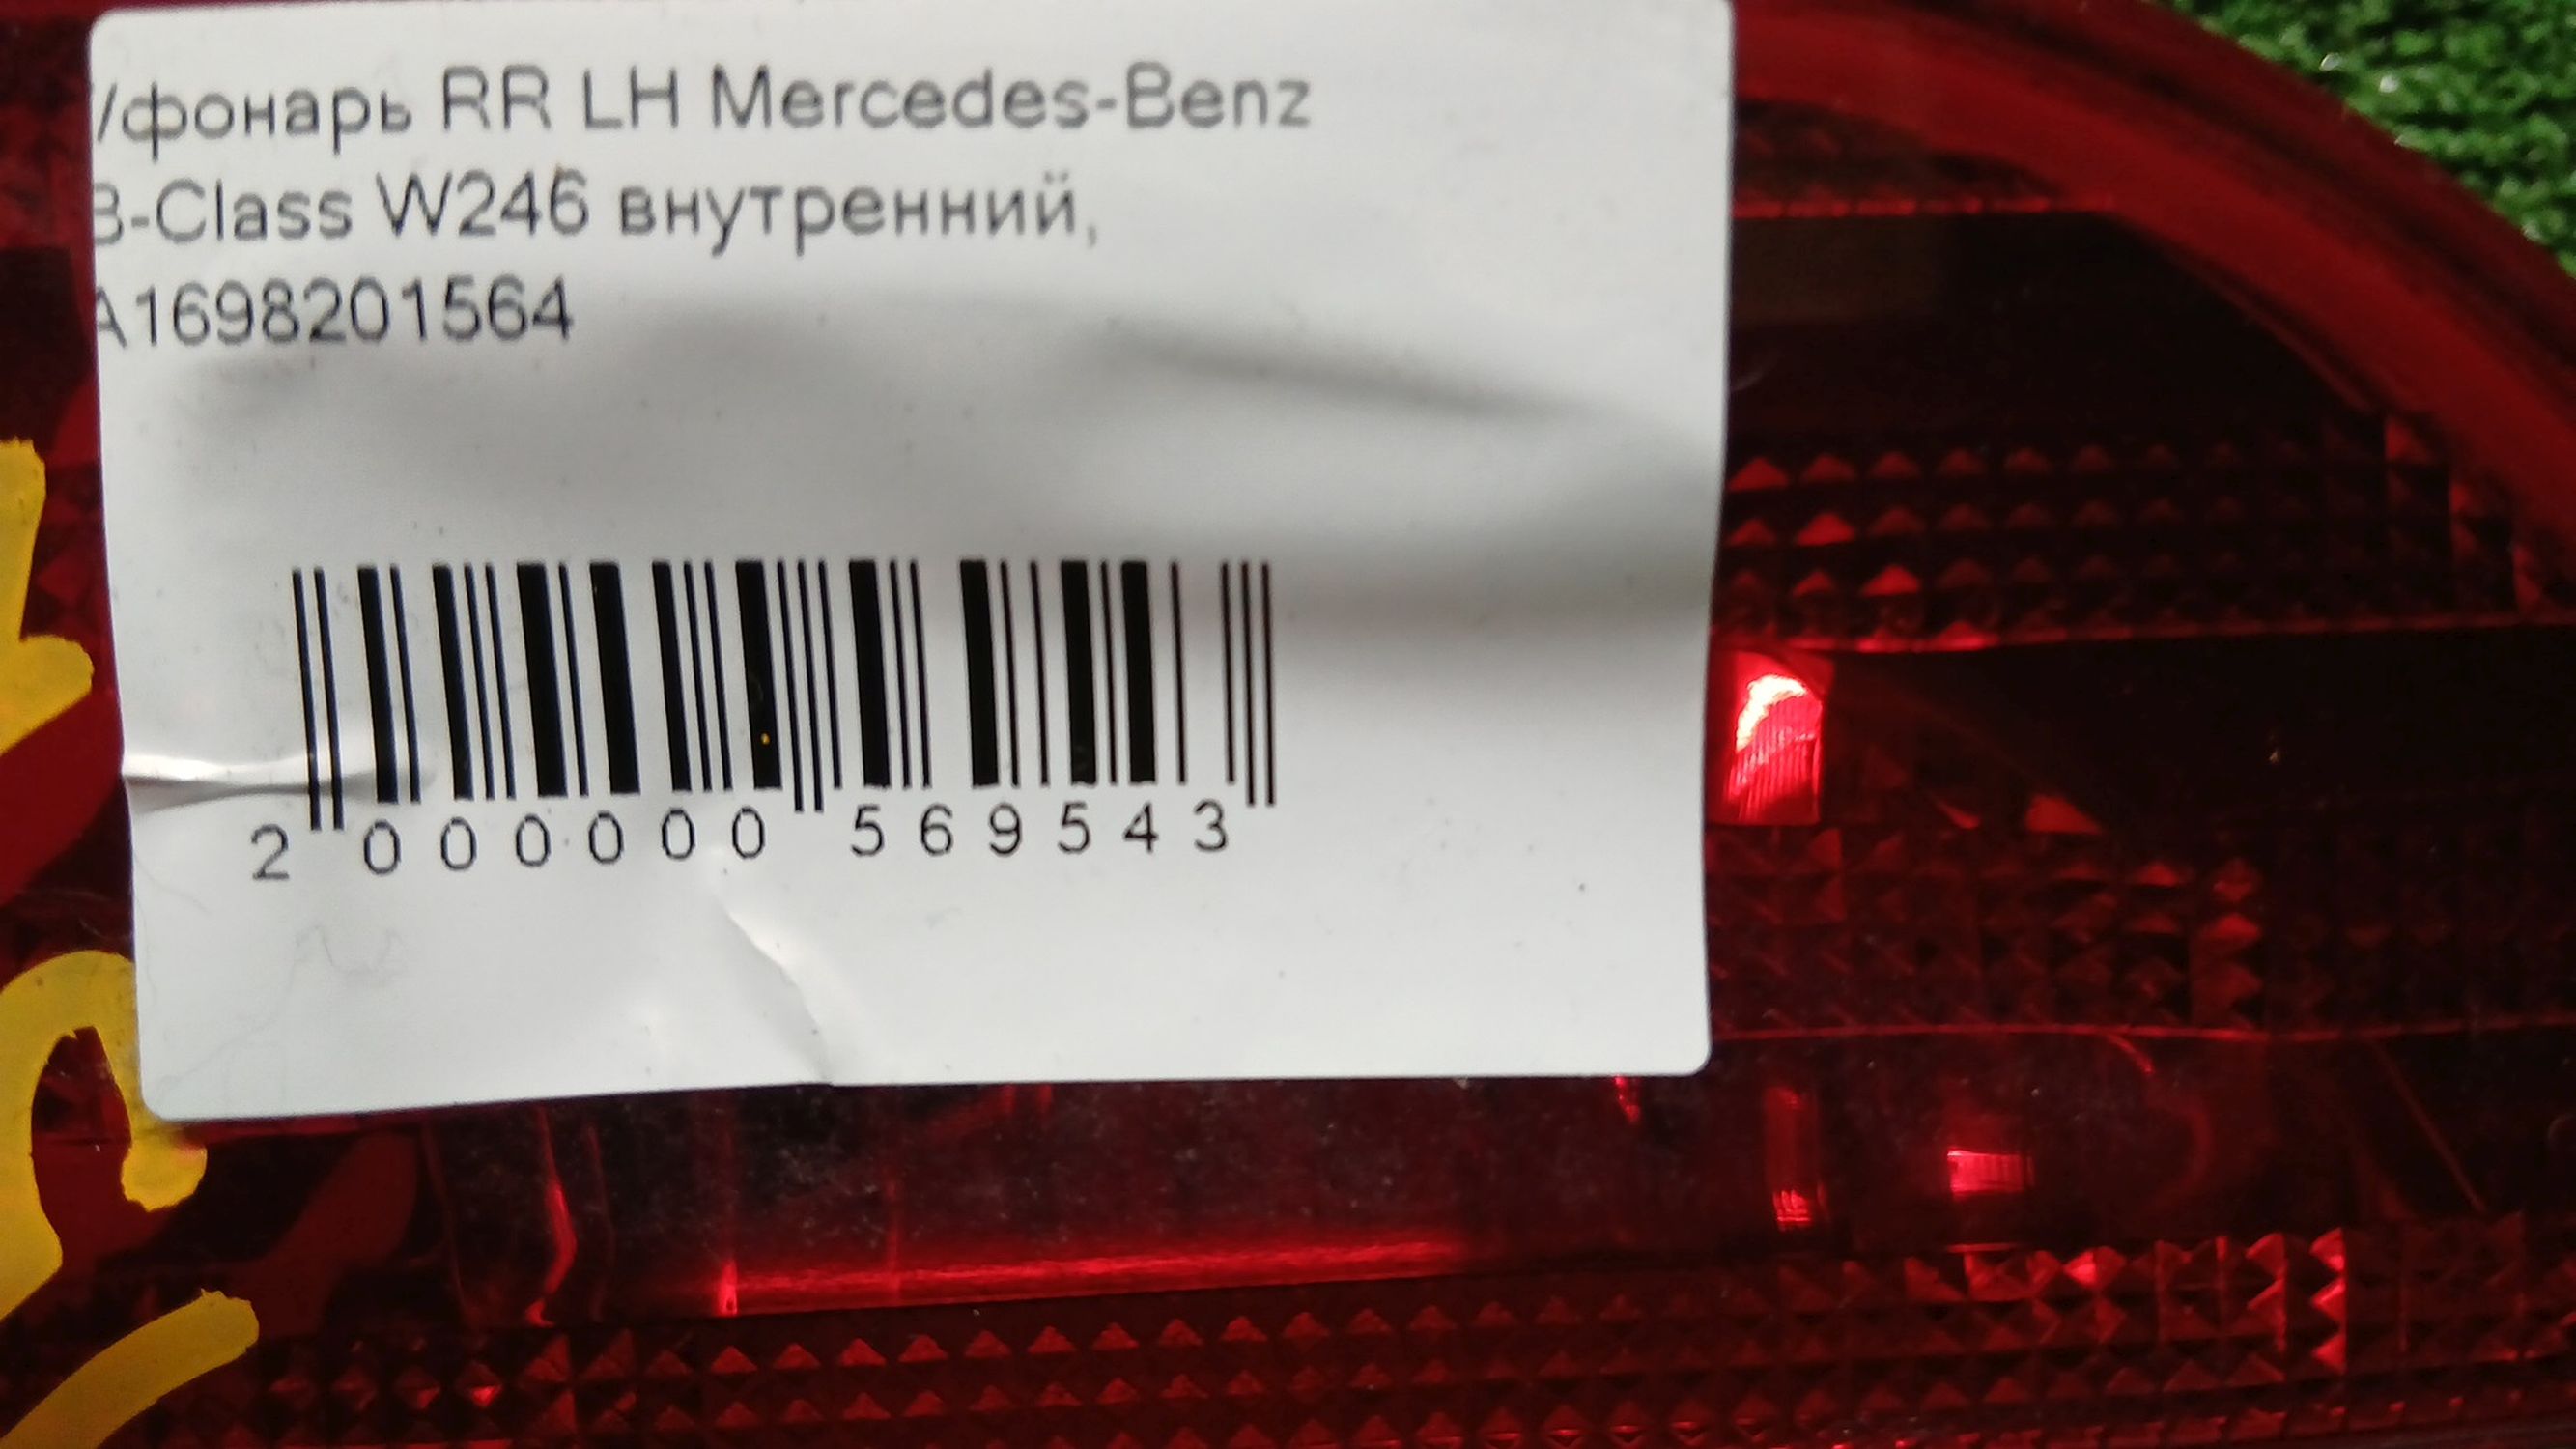 /фонарь RR LH Mercedes-Benz
B-Class W246 внутренний,
A1698201564
2 000000 569543